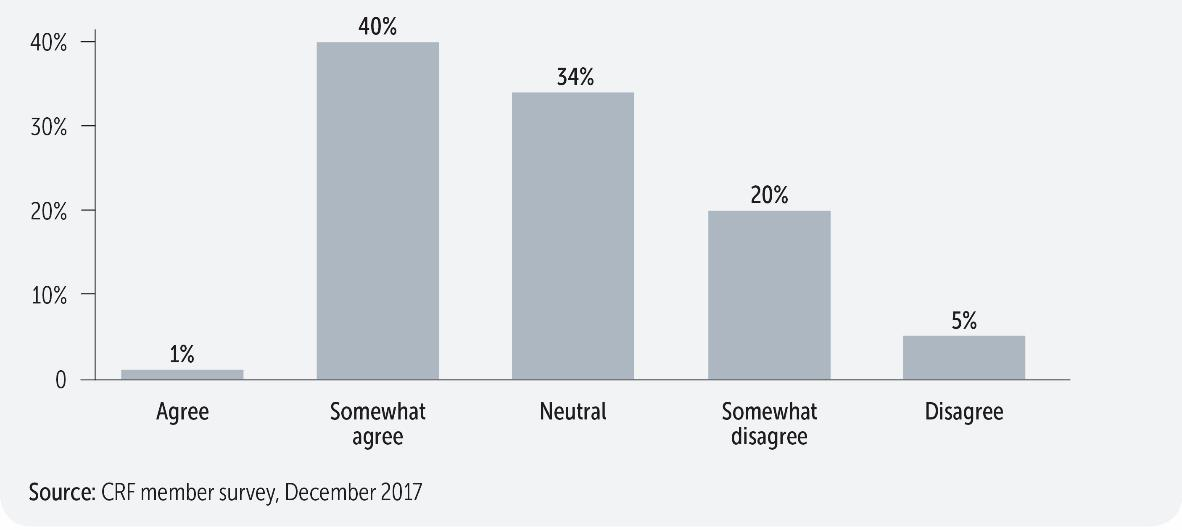 40%
40%
34%
30%
20%
20%
10%
5%
1%
0
Agree
Somewhat
agree
Neutral
Somewhat
disagree
Disagree
Source: CRF member survey, December 2017